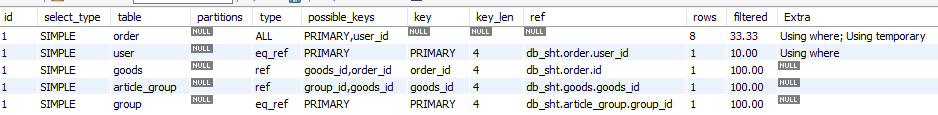 id select_type table partitions type possible_keys key key_len ref rows filtered Extra
1 SIMPLE order NULL ALL PRIMARY,user_id NULL NULL NULL 8 33.33 Using where; Using temporary
1 SIMPLE user NULL eq_ref PRIMARY PRIMARY 4 db_sht.order.user_id 1 10.00 Using where
1 SIMPLE goods NULL ref goods_id,order_id order_id 4 db_sht.order.id 1 100.00 NULL
1 SIMPLE article_group NULL ref group_id,goods_id goods_id 4 db_sht.goods.goods_id 1 100.00 NULL
1 SIMPLE group NULL eq_ref PRIMARY PRIMARY 4 db_sht.article_group.group_id 1 100.00 NULL